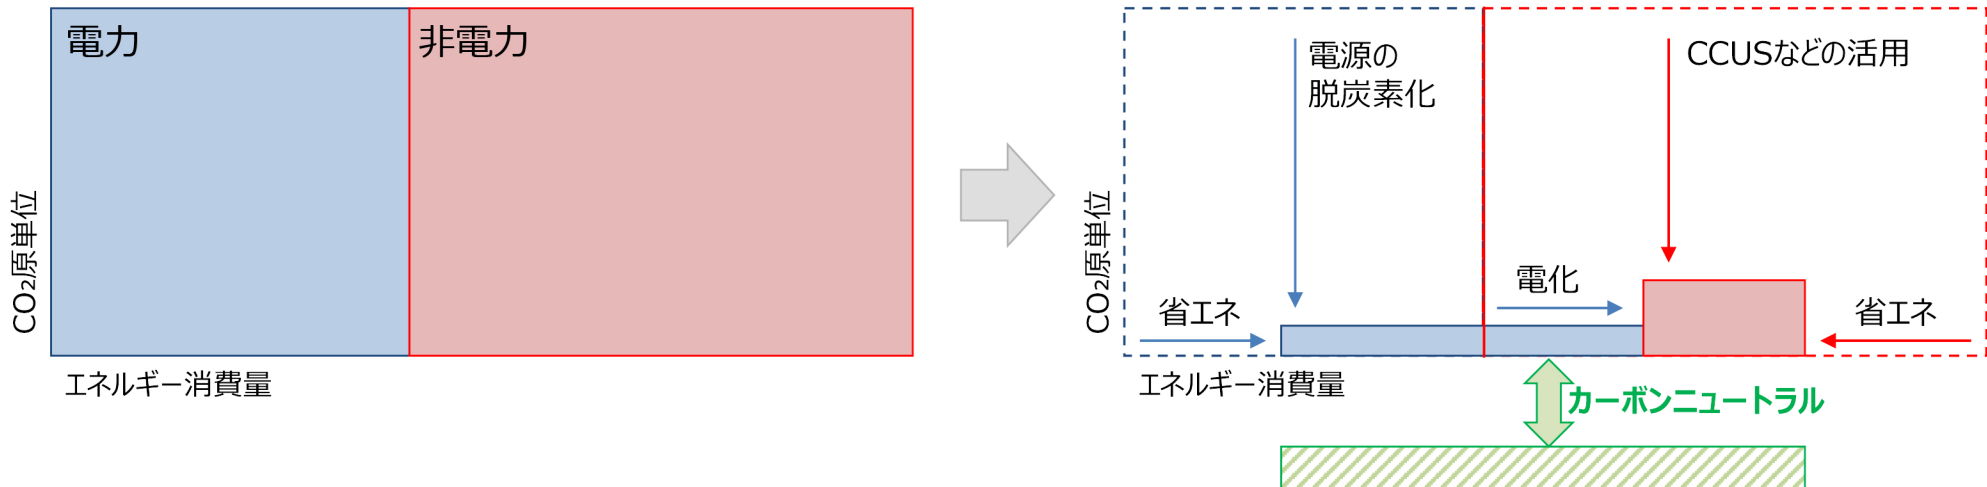 電力
非電力
CO₂原単位
エネルギー消費量
電源の
脱炭素化
CCUSなどの活用
CO₂原単位
省エネ
電化
省エネ
エネルギー消費量
カーボンニュートラル